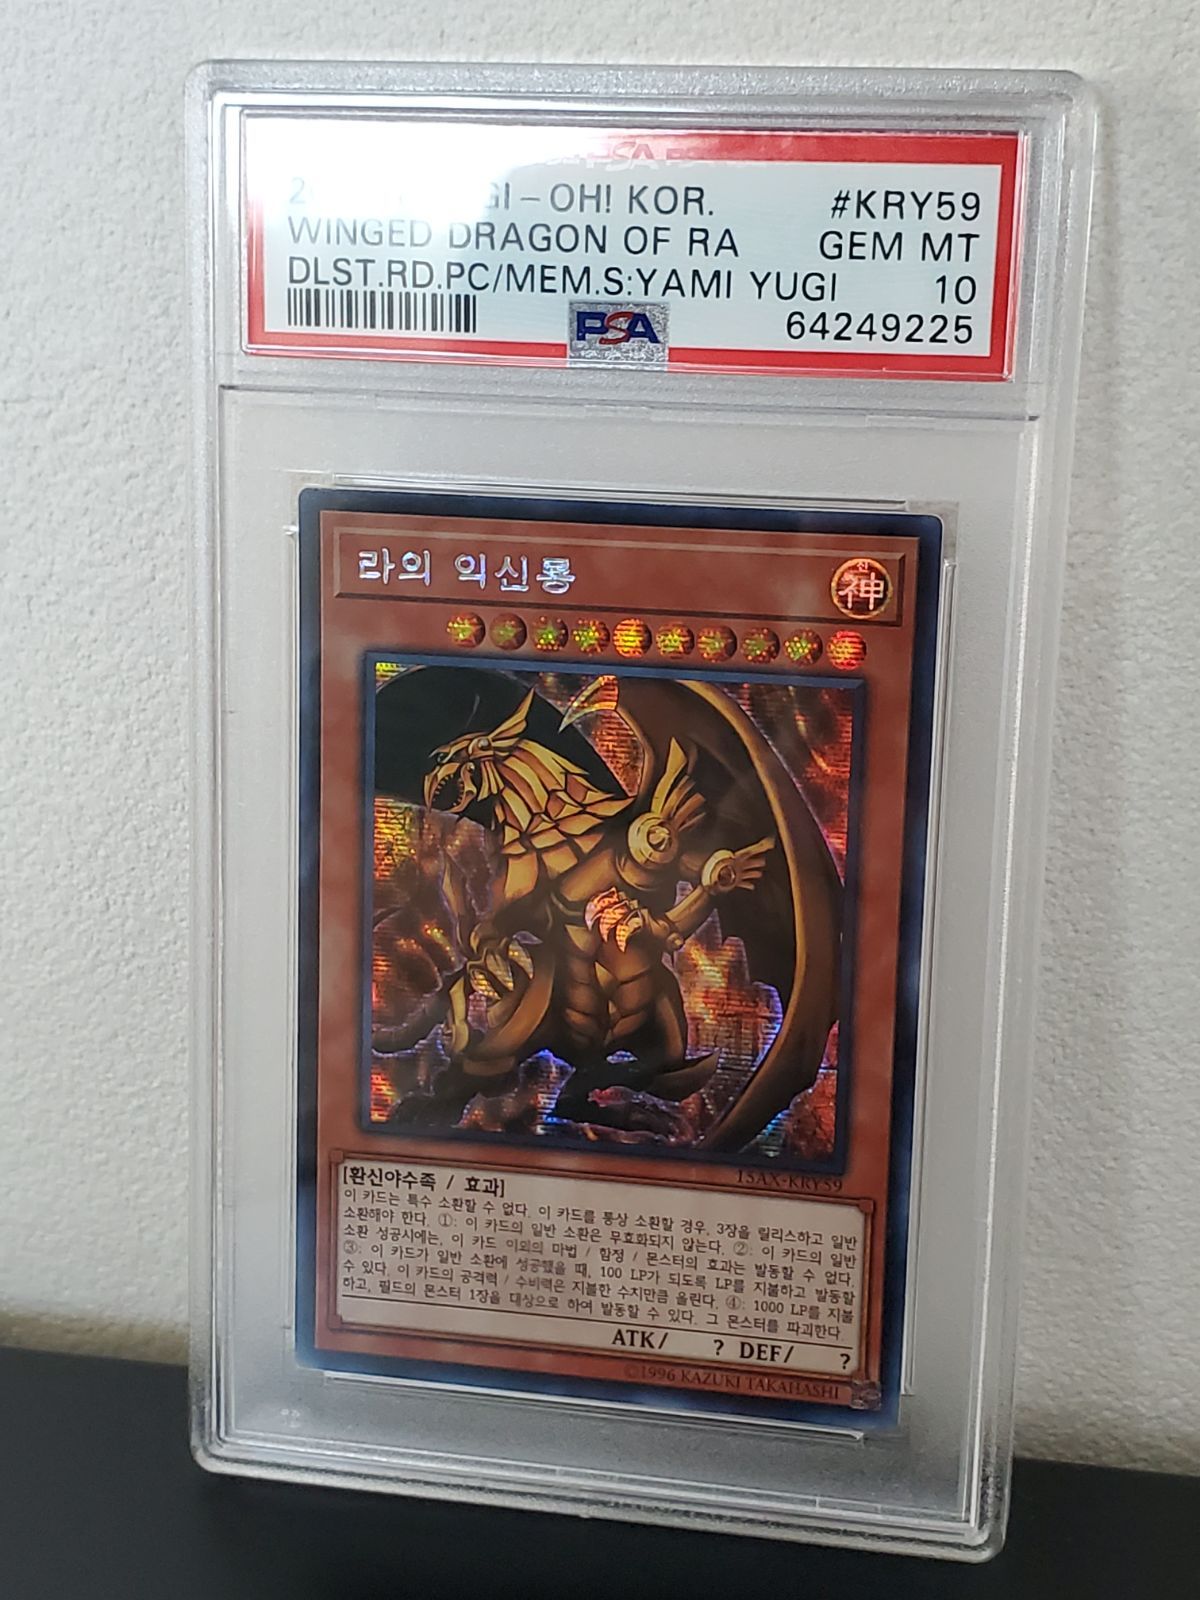 OH! KOR. #KRY59
WINGED DRAGON OF RA GEM MT
DLST.RD.PC/MEM.S:YAMI YUGI 10
PSA 64249225
라의 익신룡
신
神
15AX-KRY59
[환신야수족 / 효과]
이 카드는 특수 소환할 수 없다. 이 카드를 통상 소환할 경우, 3장을 릴리스하고 일반
소환해야 한다. ①: 이 카드의 일반 소환은 무효화되지 않는다. ②: 이 카드의 일반
소환 성공시에는, 이 카드 이외의 마법 / 함정 / 몬스터의 효과는 발동할 수 없다.
③: 이 카드가 일반 소환에 성공했을 때, 100 LP가 되도록 LP를 지불하고 발동할
수 있다. 이 카드의 공격력 / 수비력은 지불한 수치만큼 올린다. ④: 1000 LP를 지불
하고, 필드의 몬스터 1장을 대상으로 하여 발동할 수 있다. 그 몬스터를 파괴한다.
ATK/ ? DEF/ ?
©1996 KAZUKI TAKAHASHI